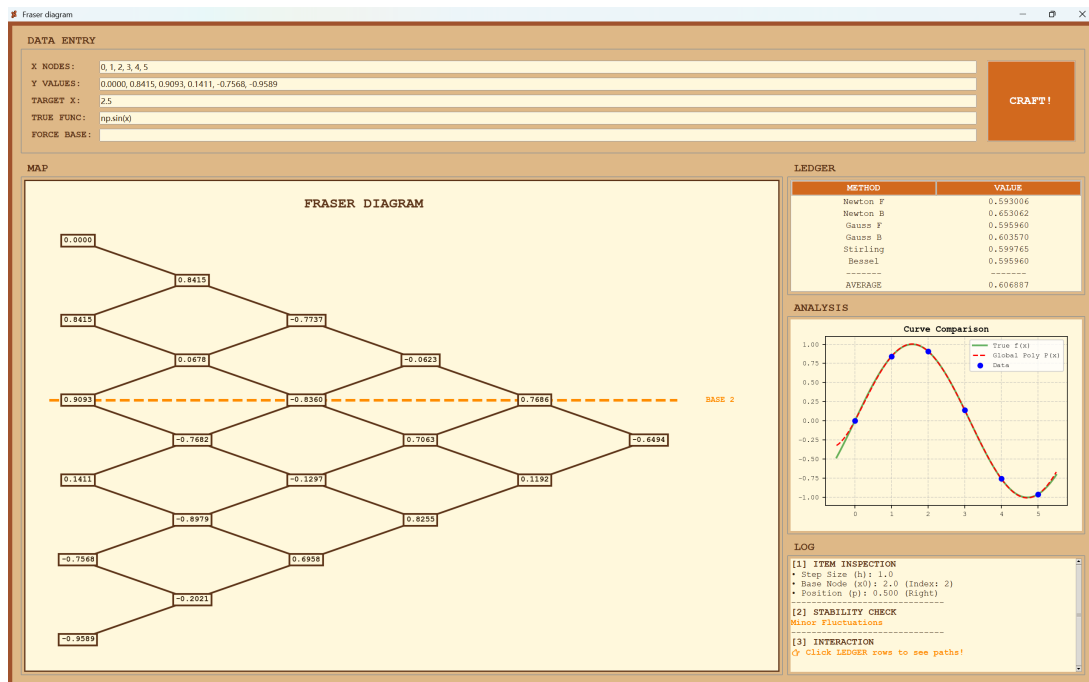 Fraser diagram
DATA ENTRY
X NODES: 0, 1, 2, 3, 4, 5
Y VALUES: 0.0000, 0.8415, 0.9093, 0.1411, -0.7568, -0.9589
TARGET X: 2.5
TRUE FUNC: np.sin(x)
FORCE BASE:
CRAFT!
MAP
FRASER DIAGRAM
0.0000
0.8415
0.8415 -0.7737
0.0678 -0.0623
0.9093 -0.8360 0.7686 BASE 2
-0.7682 0.7063 -0.6494
0.1411 -0.1297 0.1192
-0.8979 0.8255
-0.7568 0.6958
-0.2021
-0.9589
LEDGER
METHOD VALUE
Newton F 0.593006
Newton B 0.653062
Gauss F 0.595960
Gauss B 0.603570
Stirling 0.599765
Bessel 0.595960
------- -------
AVERAGE 0.606887
ANALYSIS
Curve Comparison
True f(x)
Global Poly P(x)
Data
1.00
0.75
0.50
0.25
0.00
-0.25
-0.50
-0.75
-1.00
0 1 2 3 4 5
LOG
[1] ITEM INSPECTION
• Step Size (h): 1.0
• Base Node (x0): 2.0 (Index: 2)
• Position (p): 0.500 (Right)
------------------------------
[2] STABILITY CHECK
Minor Fluctuations
------------------------------
[3] INTERACTION
👉 Click LEDGER rows to see paths!